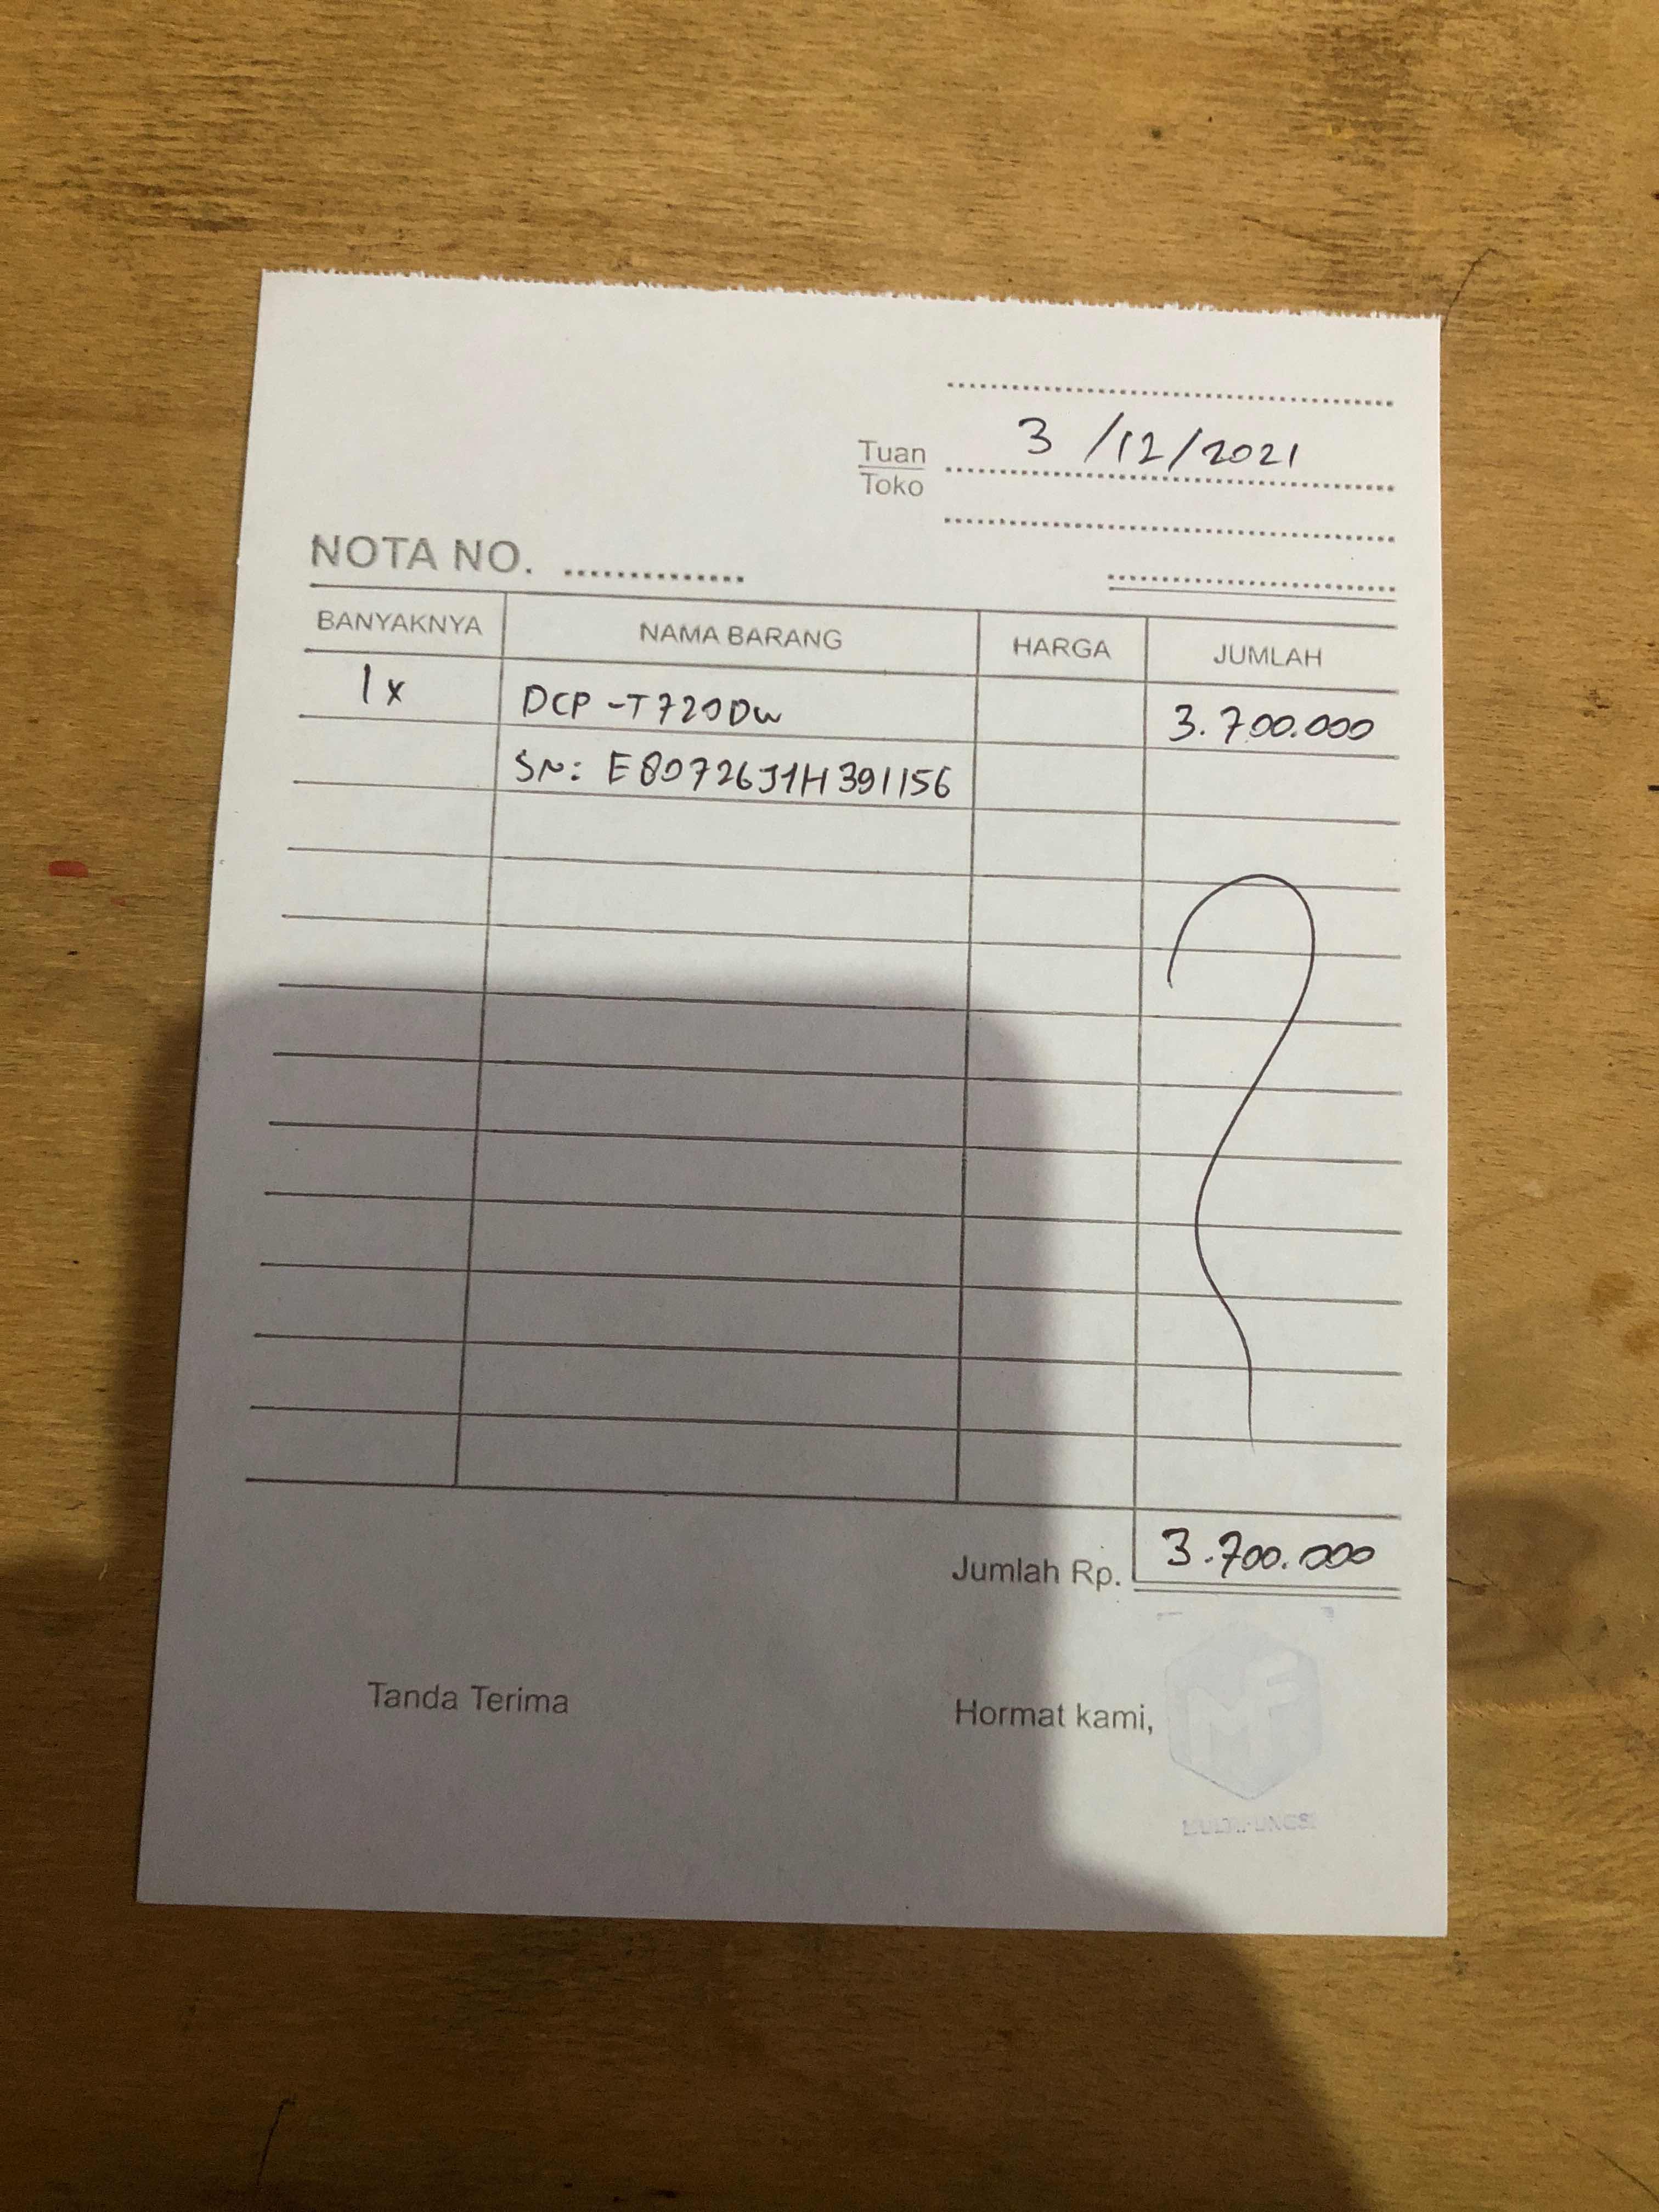 3 /12/2021
Tuan
Toko
NOTA NO.
BANYAKNYA NAMA BARANG HARGA JUMLAH
1x DCP-T720DW 3.700.000
SN: E80726J1H391156
Jumlah Rp. 3.700.000
Tanda Terima Hormat kami,
MF